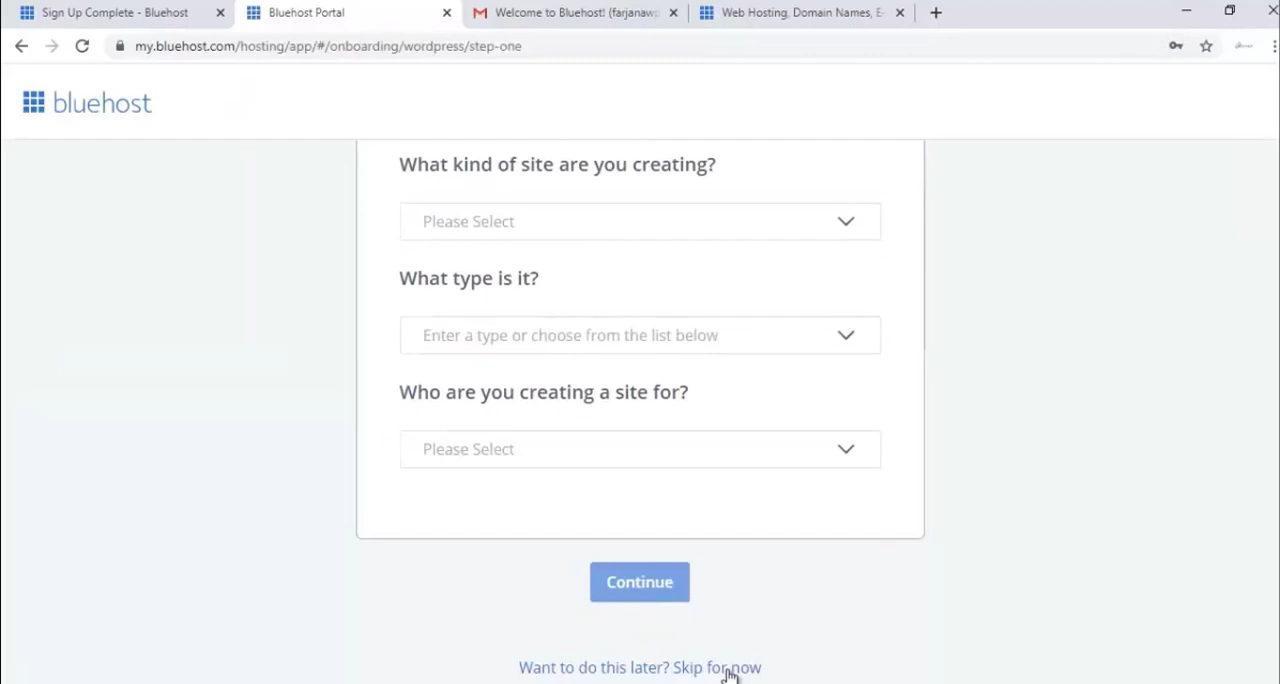 Sign Up Complete - Bluehost
Bluehost Portal
Welcome to Bluehost! (farjanawp
Web Hosting, Domain Names, E-
my.bluehost.com/hosting/app/#/onboarding/wordpress/step-one
bluehost
What kind of site are you creating?
Please Select
What type is it?
Enter a type or choose from the list below
Who are you creating a site for?
Please Select
Continue
Want to do this later? Skip for now